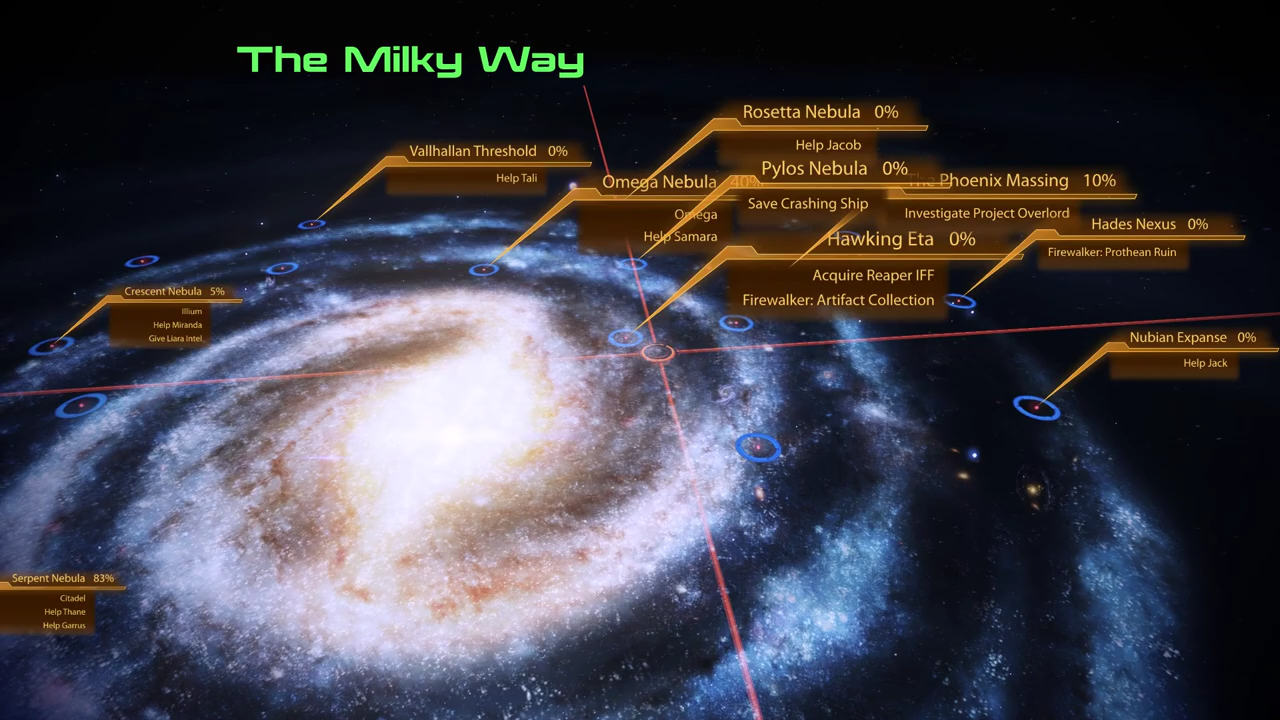 The Milky Way
Rosetta Nebula 0%
Help Jacob
Vallhallan Threshold 0%
Help Tali
Pylos Nebula 0%
Save Crashing Ship
Omega Nebula 40%
Omega
Help Samara
The Phoenix Massing 10%
Investigate Project Overlord
Hades Nexus 0%
Firewalker: Prothean Ruin
Hawking Eta 0%
Acquire Reaper IFF
Firewalker: Artifact Collection
Crescent Nebula 5%
Illium
Help Miranda
Give Liara Intel
Nubian Expanse 0%
Help Jack
Serpent Nebula 83%
Citadel
Help Thane
Help Garrus